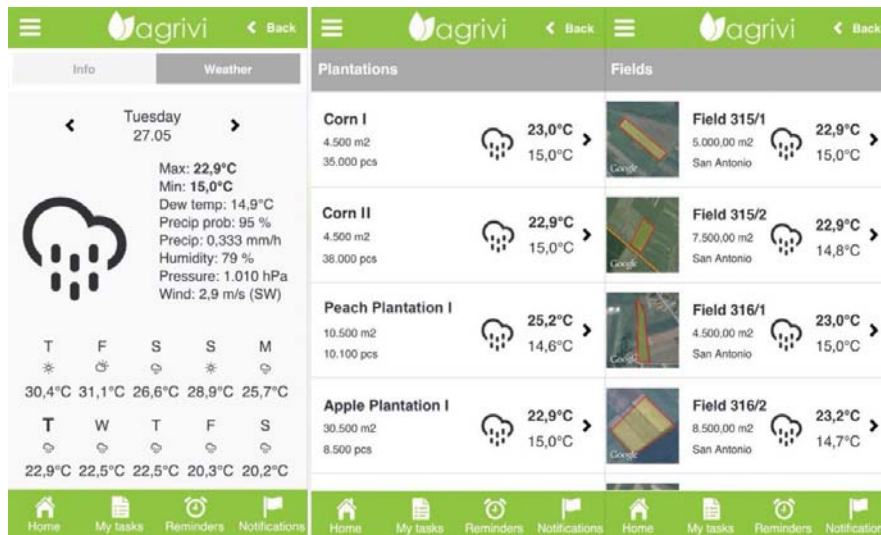 agrivi
Back
Info
Weather
Tuesday
27.05
Max: 22,9°C
Min: 15,0°C
Dew temp: 14,9°C
Precip prob: 95 %
Precip: 0,333 mm/h
Humidity: 79 %
Pressure: 1.010 hPa
Wind: 2,9 m/s (SW)
T F S S M
30,4°C 31,1°C 26,6°C 28,9°C 25,7°C
T W T F S
22,9°C 22,5°C 22,5°C 20,3°C 20,2°C
Home My tasks Reminders Notifications
agrivi
Back
Plantations
Corn I
4.500 m2
35.000 pcs
23,0°C
15,0°C
Corn II
4.500 m2
38.000 pcs
22,9°C
15,0°C
Peach Plantation I
10.500 m2
10.100 pcs
25,2°C
14,6°C
Apple Plantation I
30.500 m2
8.500 pcs
22,9°C
15,0°C
Home My tasks Reminders Notifications
agrivi
Back
Fields
Google
Field 315/1
5.000,00 m2
San Antonio
22,9°C
15,0°C
Google
Field 315/2
7.500,00 m2
San Antonio
22,9°C
14,8°C
Google
Field 316/1
4.500,00 m2
San Antonio
23,0°C
15,0°C
Google
Field 316/2
8.500,00 m2
San Antonio
23,2°C
14,7°C
Home My tasks Reminders Notification